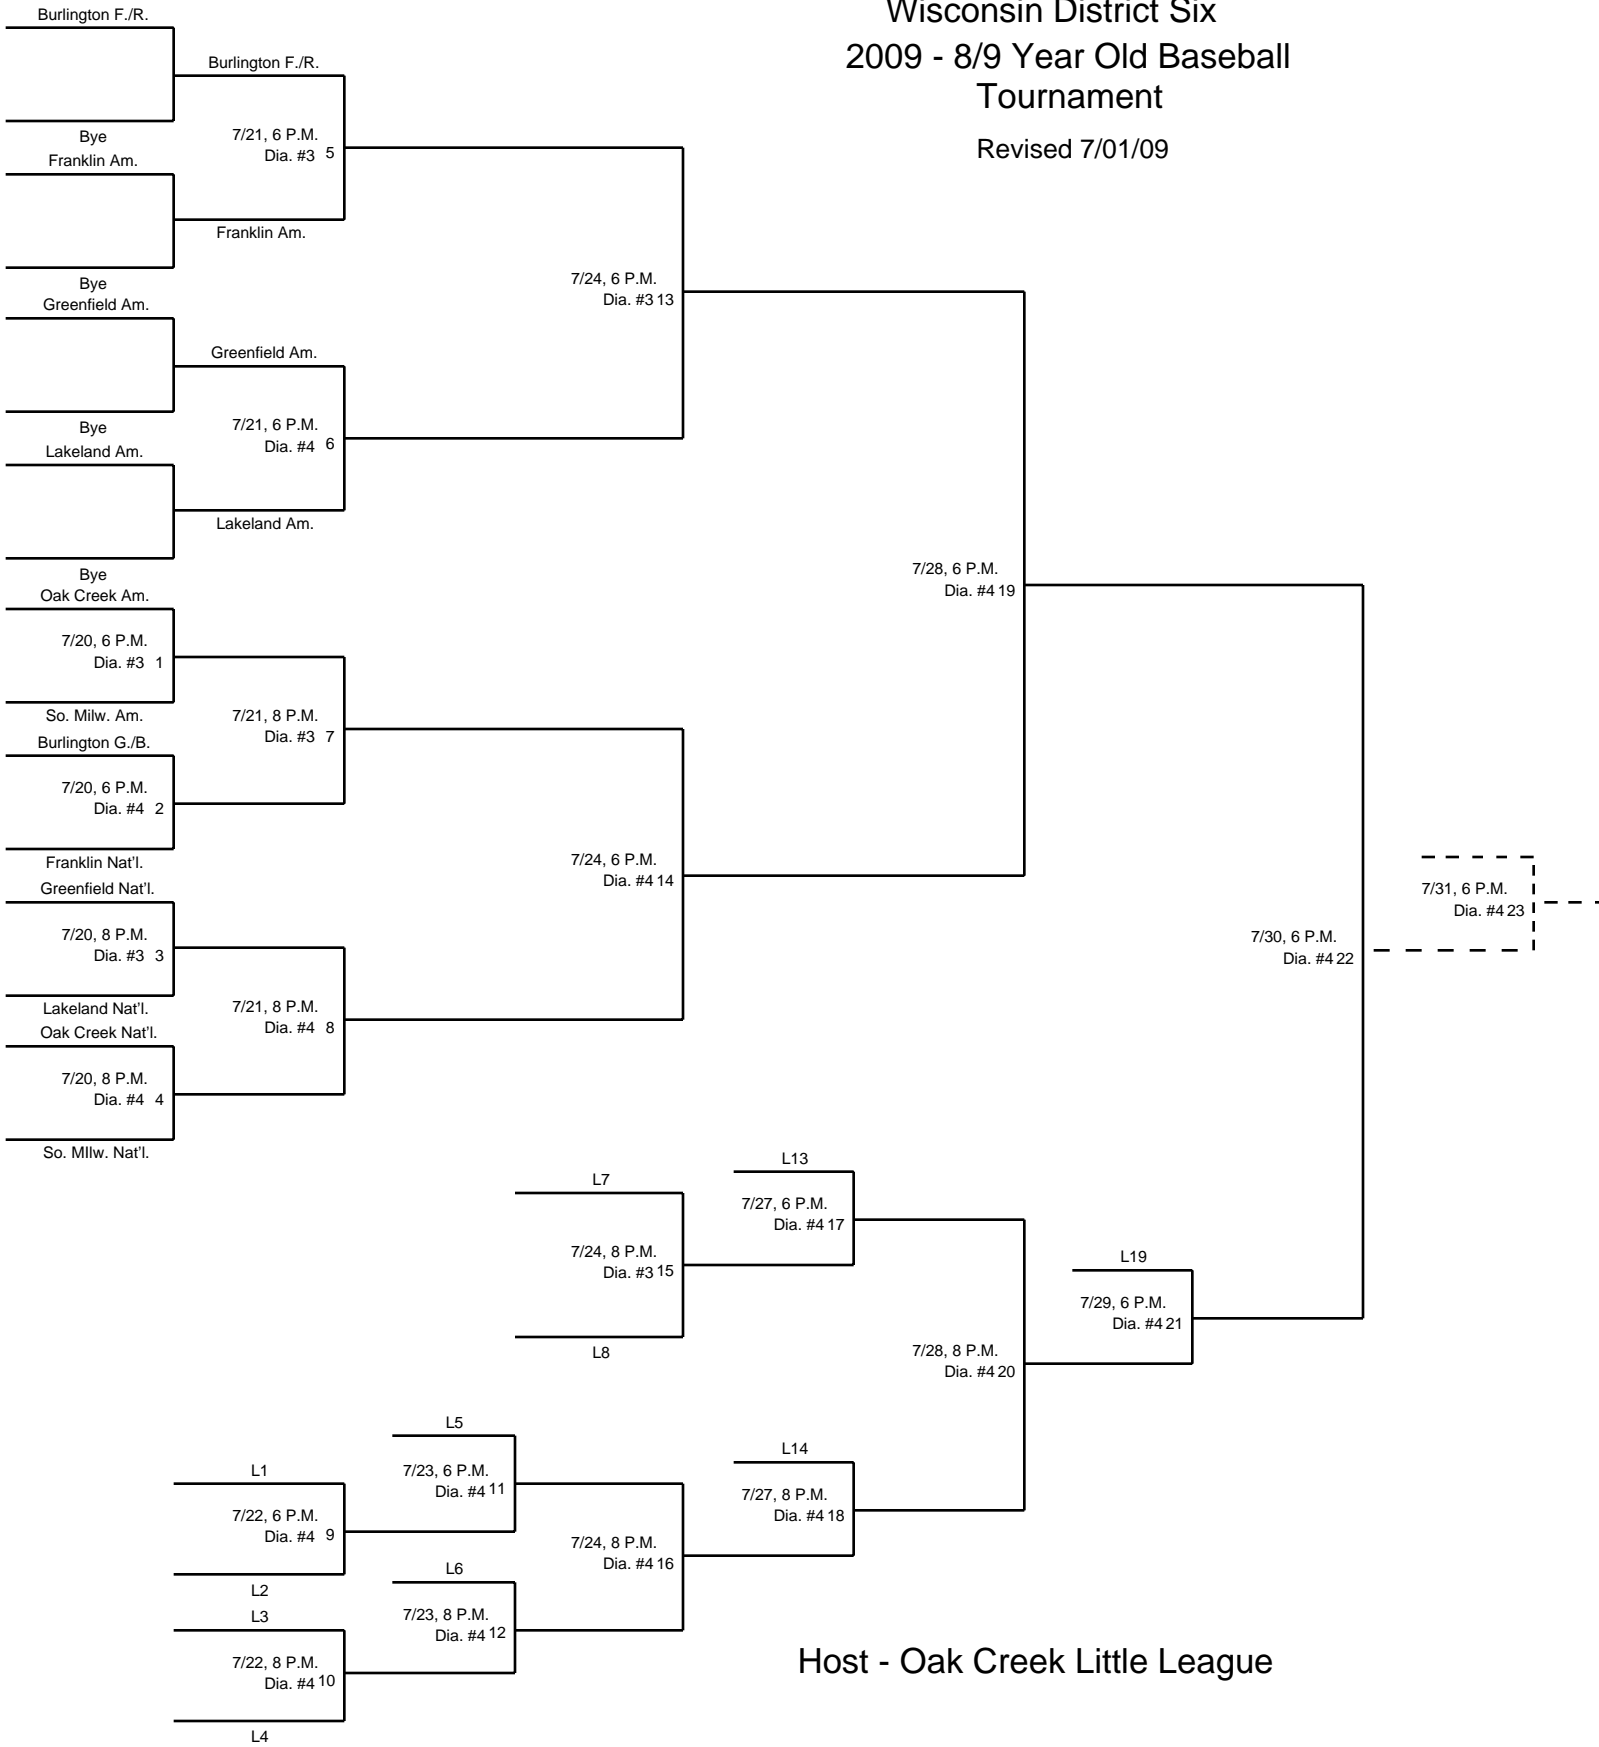 Wisconsin District Six
2009 - 8/9 Year Old Baseball
Tournament
Revised 7/01/09
Burlington F./R.
Bye
Franklin Am.
Bye
Greenfield Am.
Bye
Lakeland Am.
Bye
Oak Creek Am.
7/20, 6 P.M.
Dia. #3 1
So. Milw. Am.
Burlington G./B.
7/20, 6 P.M.
Dia. #4 2
Franklin Nat'l.
Greenfield Nat'l.
7/20, 8 P.M.
Dia. #3 3
Lakeland Nat'l.
Oak Creek Nat'l.
7/20, 8 P.M.
Dia. #4 4
So. MIlw. Nat'l.
Burlington F./R.
7/21, 6 P.M.
Dia. #3 5
Franklin Am.
Greenfield Am.
7/21, 6 P.M.
Dia. #4 6
Lakeland Am.
7/21, 8 P.M.
Dia. #3 7
7/21, 8 P.M.
Dia. #4 8
7/24, 6 P.M.
Dia. #3 13
7/24, 6 P.M.
Dia. #4 14
7/28, 6 P.M.
Dia. #4 19
7/30, 6 P.M.
Dia. #4 22
7/31, 6 P.M.
Dia. #4 23
L7
7/24, 8 P.M.
Dia. #3 15
L8
L13
7/27, 6 P.M.
Dia. #4 17
L19
7/29, 6 P.M.
Dia. #4 21
7/28, 8 P.M.
Dia. #4 20
L1
7/22, 6 P.M.
Dia. #4 9
L2
L3
7/22, 8 P.M.
Dia. #4 10
L4
L5
7/23, 6 P.M.
Dia. #4 11
L6
7/23, 8 P.M.
Dia. #4 12
7/24, 8 P.M.
Dia. #4 16
L14
7/27, 8 P.M.
Dia. #4 18
Host - Oak Creek Little League